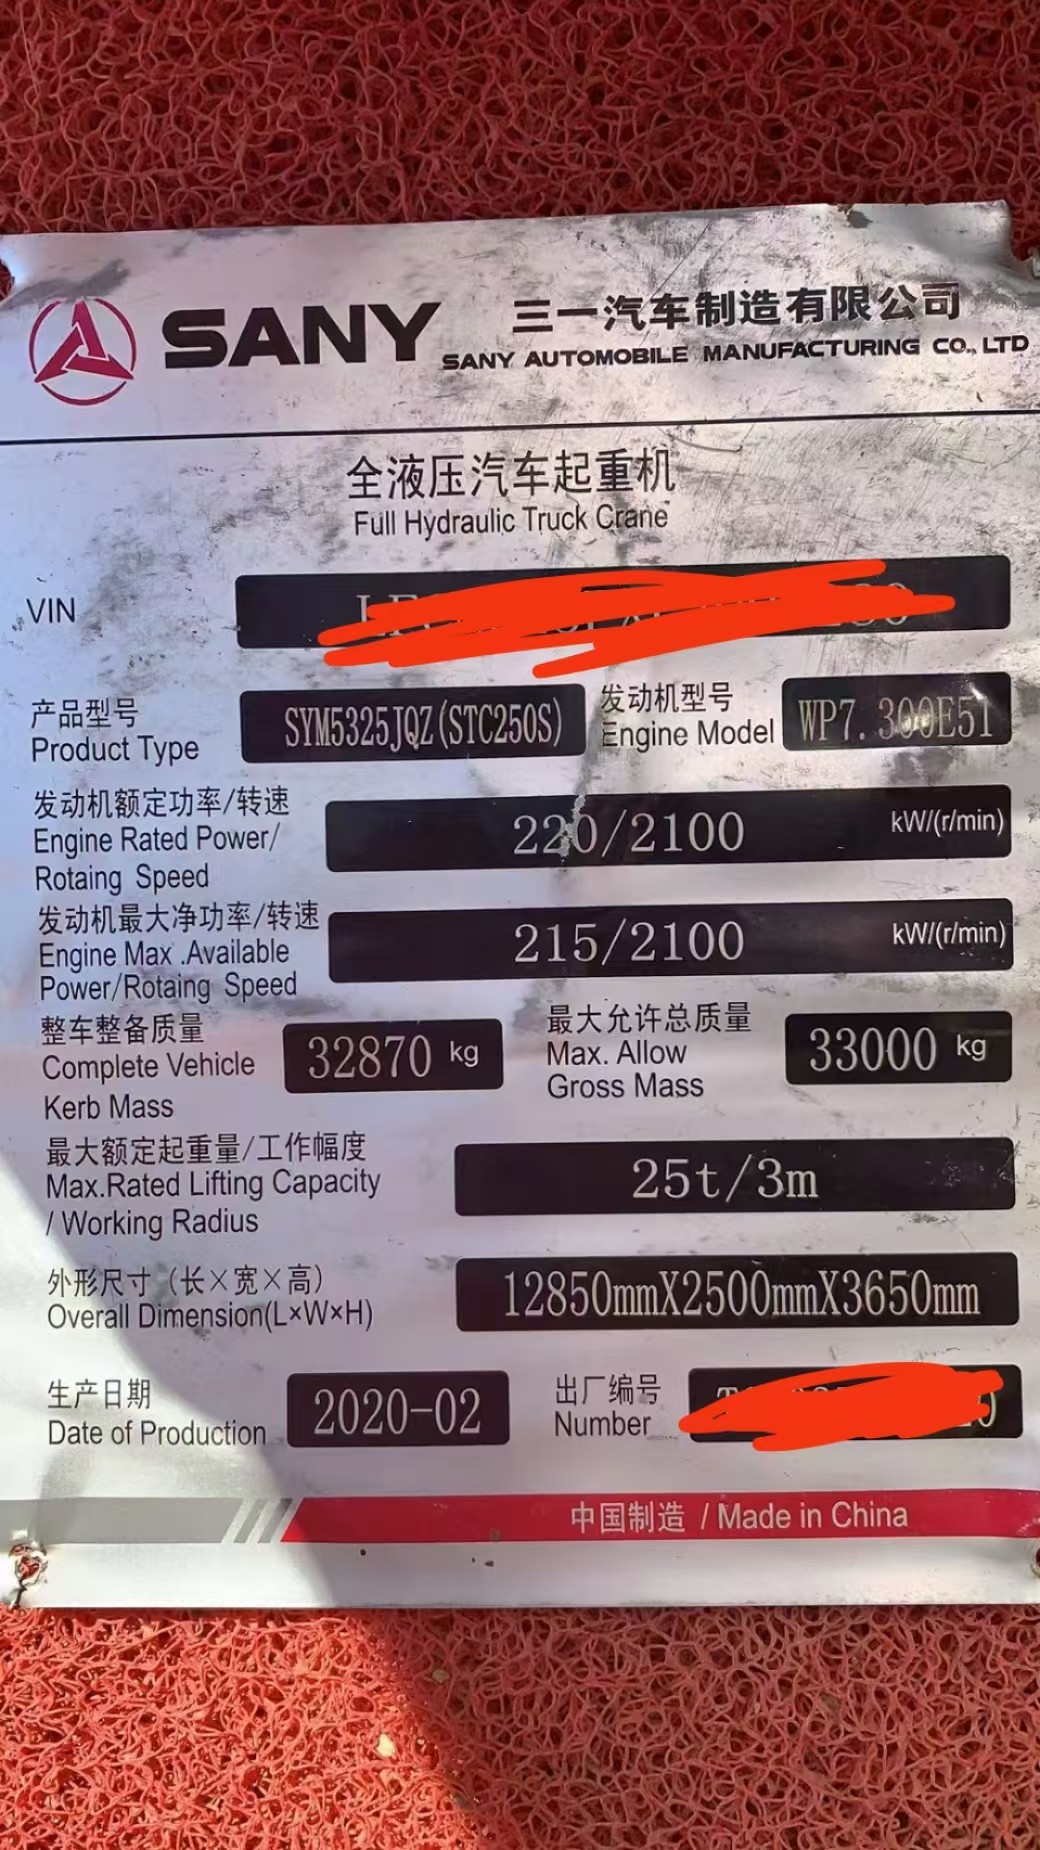 SANY 三一汽车制造有限公司
SANY AUTOMOBILE MANUFACTURING CO., LTD
全液压汽车起重机
Full Hydraulic Truck Crane
VIN
产品型号
Product Type
SYM5325JQZ(STC250S)
发动机型号
Engine Model
WP7.300E51
发动机额定功率/转速
Engine Rated Power/
Rotaing Speed
220/2100 kW/(r/min)
发动机最大净功率/转速
Engine Max .Available
Power/Rotaing Speed
215/2100 kW/(r/min)
整车整备质量
Complete Vehicle
Kerb Mass
32870 kg
最大允许总质量
Max. Allow
Gross Mass
33000 kg
最大额定起重量/工作幅度
Max.Rated Lifting Capacity
/ Working Radius
25t/3m
外形尺寸（长×宽×高）
Overall Dimension(L×W×H)
12850mmX2500mmX3650mm
生产日期
Date of Production
2020-02
出厂编号
Number
中国制造 / Made in China